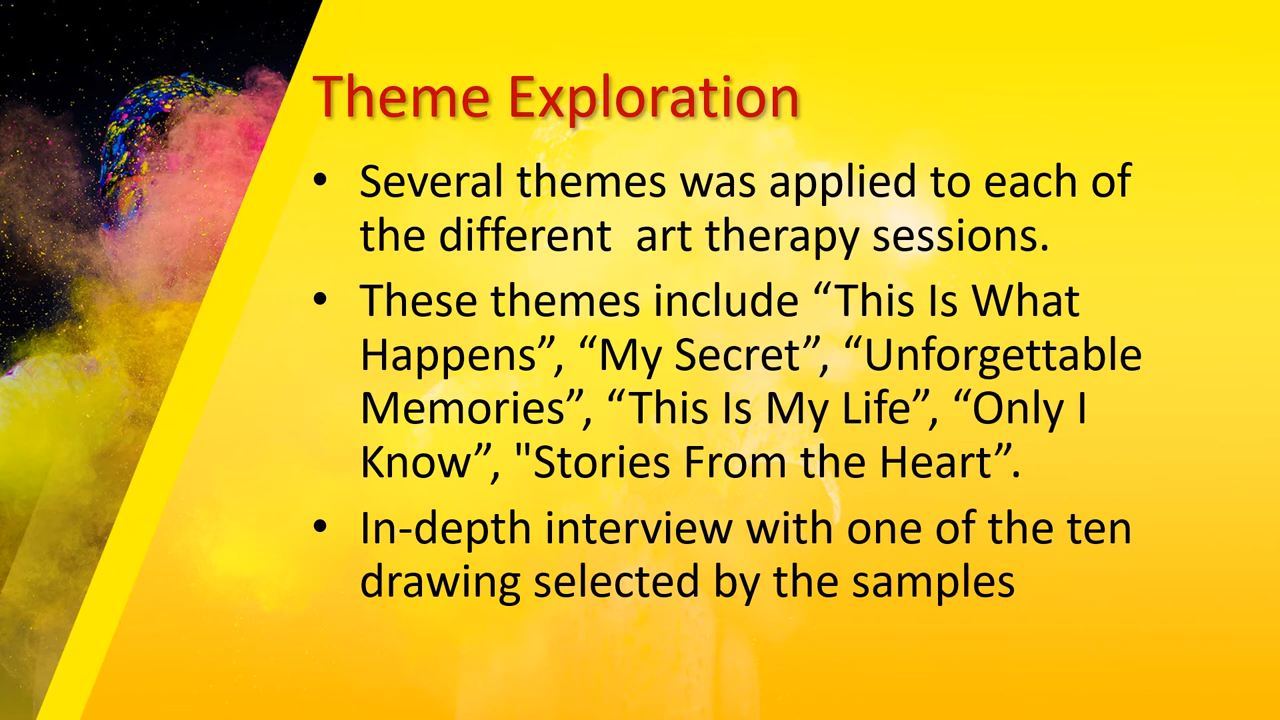 Theme Exploration
• Several themes was applied to each of
the different  art therapy sessions.
• These themes include “This Is What
Happens”, “My Secret”, “Unforgettable
Memories”, “This Is My Life”, “Only I
Know”, "Stories From the Heart”.
• In-depth interview with one of the ten
drawing selected by the samples